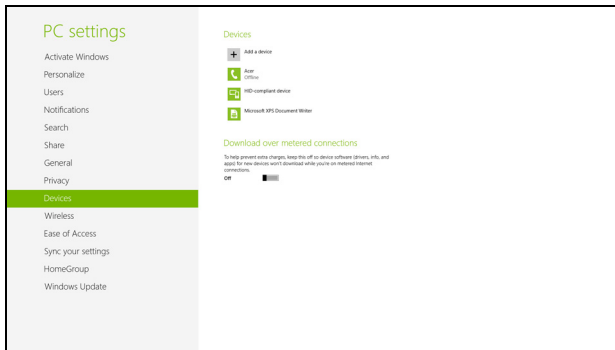 PC settings
Activate Windows
Personalize
Users
Notifications
Search
Share
General
Privacy
Devices
Wireless
Ease of Access
Sync your settings
HomeGroup
Windows Update
Devices
Add a device
Acer
Offline
HID-compliant device
Microsoft XPS Document Writer
Download over metered connections
To help prevent extra charges, keep this off so device software (drivers, info, and
apps) for new devices won't download while you're on metered Internet
connections.
Off